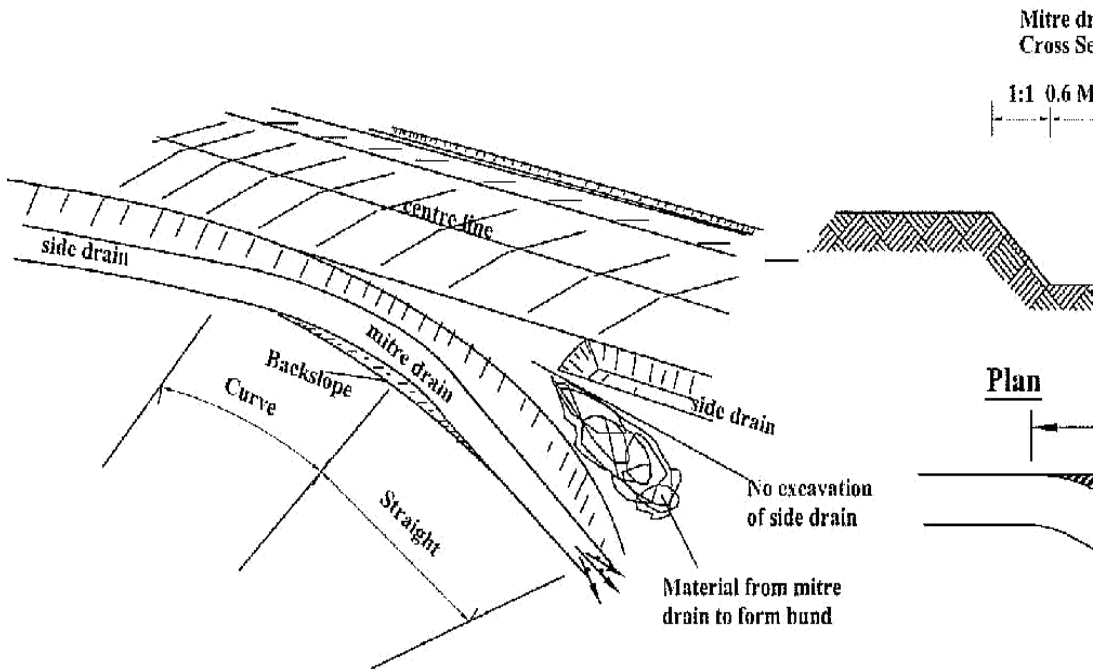 Mitre dr
Cross Se
1:1 0.6 M
centre line
side drain
mitre drain
Backslope
Curve
Straight
side drain
Plan
No excavation
of side drain
Material from mitre
drain to form bund